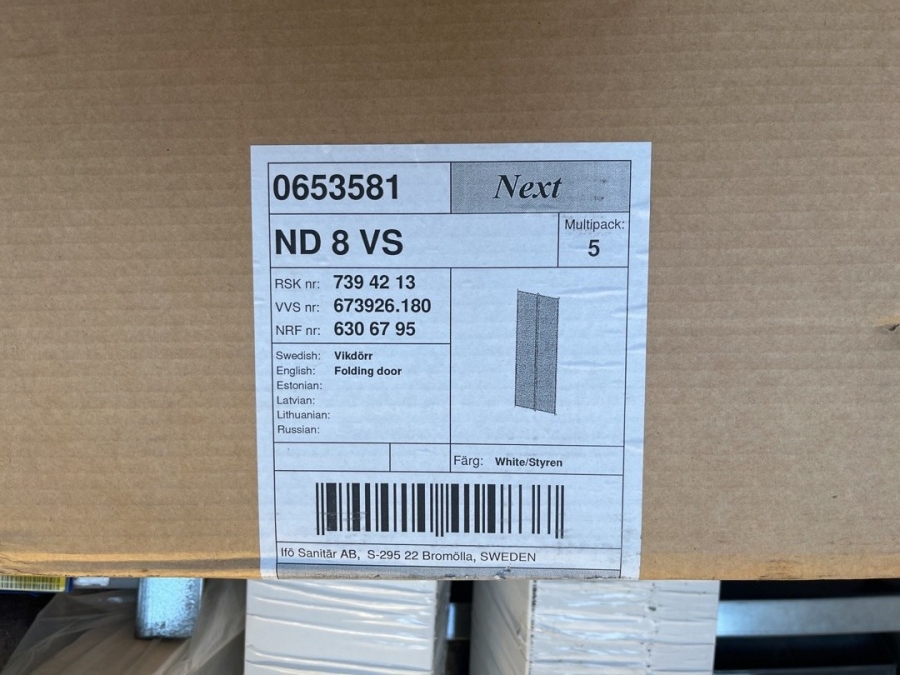 0653581
Next
ND 8 VS
Multipack:
5
RSK nr: 739 42 13
VVS nr: 673926.180
NRF nr: 630 67 95
Swedish: Vikdörr
English: Folding door
Estonian:
Latvian:
Lithuanian:
Russian:
Färg: White/Styren
Ifö Sanitär AB, S-295 22 Bromölla, SWEDEN